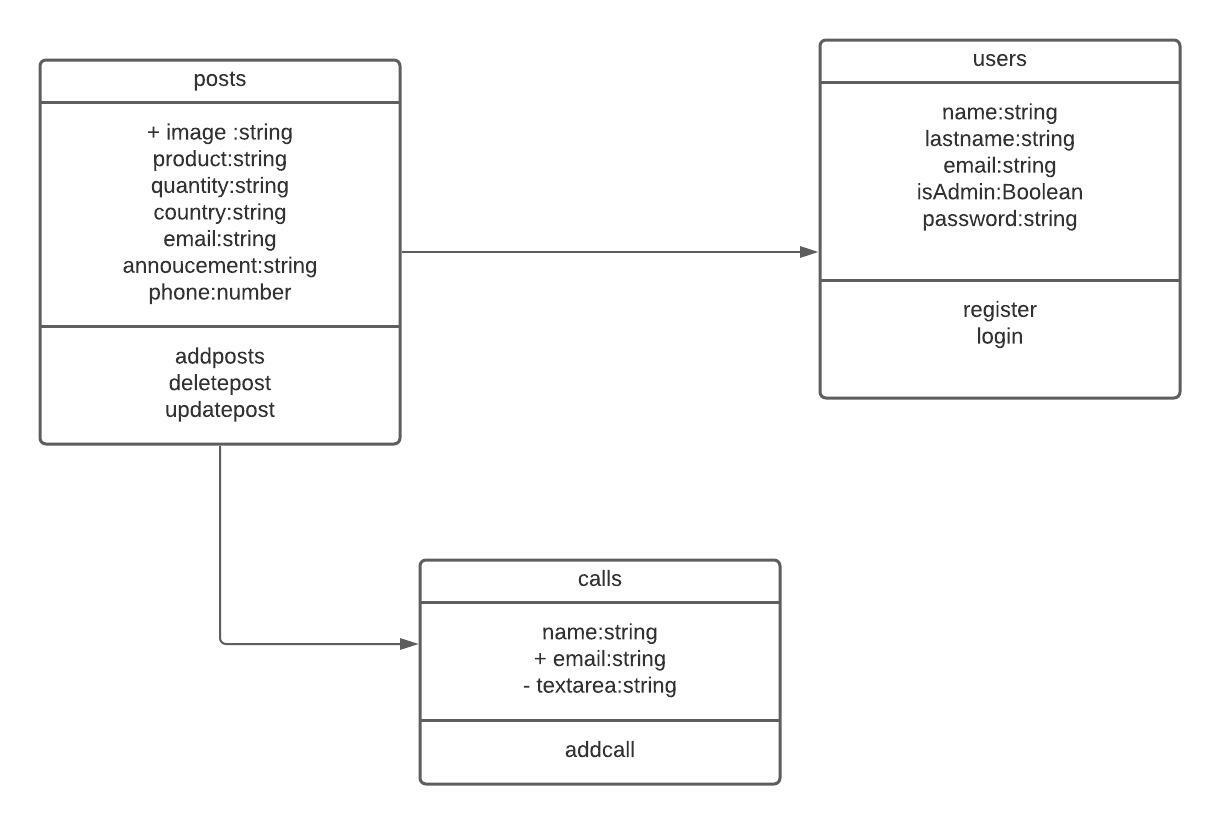 posts
+ image :string
product:string
quantity:string
country:string
email:string
annoucement:string
phone:number
addposts
deletepost
updatepost
users
name:string
lastname:string
email:string
isAdmin:Boolean
password:string
register
login
calls
name:string
+ email:string
- textarea:string
addcall